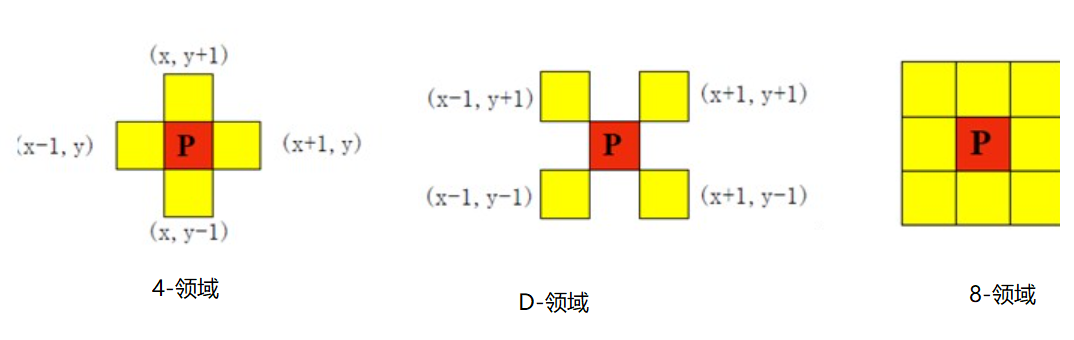 (x, y+1)
(x-1, y)
P
(x+1, y)
(x, y-1)
4-领域
(x-1, y+1)
(x+1, y+1)
P
(x-1, y-1)
(x+1, y-1)
D-领域
P
8-领域